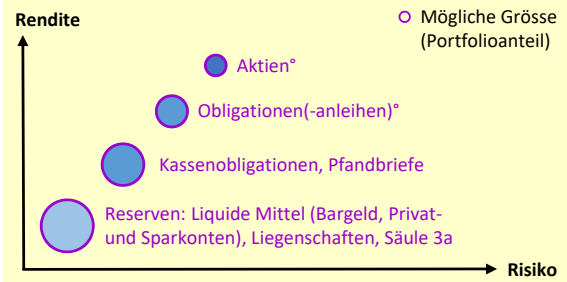 Rendite
Mögliche Grösse
(Portfolioanteil)
Aktien°
Obligationen(-anleihen)°
Kassenobligationen, Pfandbriefe
Reserven: Liquide Mittel (Bargeld, Privat-
und Sparkonten), Liegenschaften, Säule 3a
Risiko